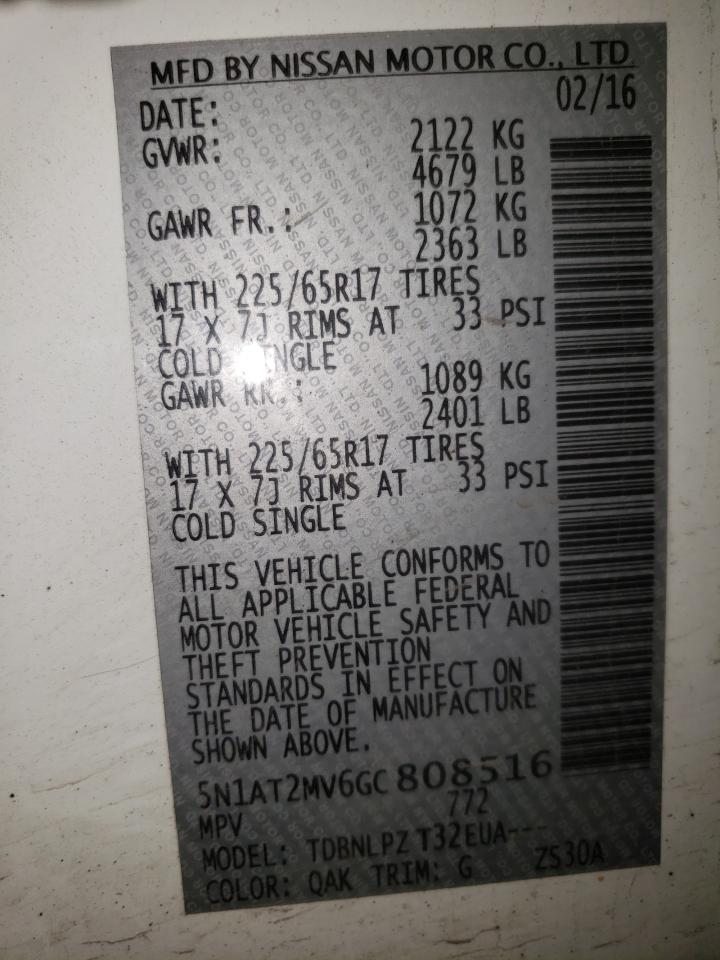 MFD BY NISSAN MOTOR CO., LTD
DATE: 02/16
GVWR: 2122 KG
4679 LB
GAWR FR.: 1072 KG
2363 LB
WITH 225/65R17 TIRES
17 X 7J RIMS AT 33 PSI
COLD SINGLE
GAWR RR.: 1089 KG
2401 LB
WITH 225/65R17 TIRES
17 X 7J RIMS AT 33 PSI
COLD SINGLE
THIS VEHICLE CONFORMS TO
ALL APPLICABLE FEDERAL
MOTOR VEHICLE SAFETY AND
THEFT PREVENTION
STANDARDS IN EFFECT ON
THE DATE OF MANUFACTURE
SHOWN ABOVE.
5N1AT2MV6GC808516
MPV 772
MODEL: TDBNLPZ T32EUA---
COLOR: QAK TRIM: G ZS30A